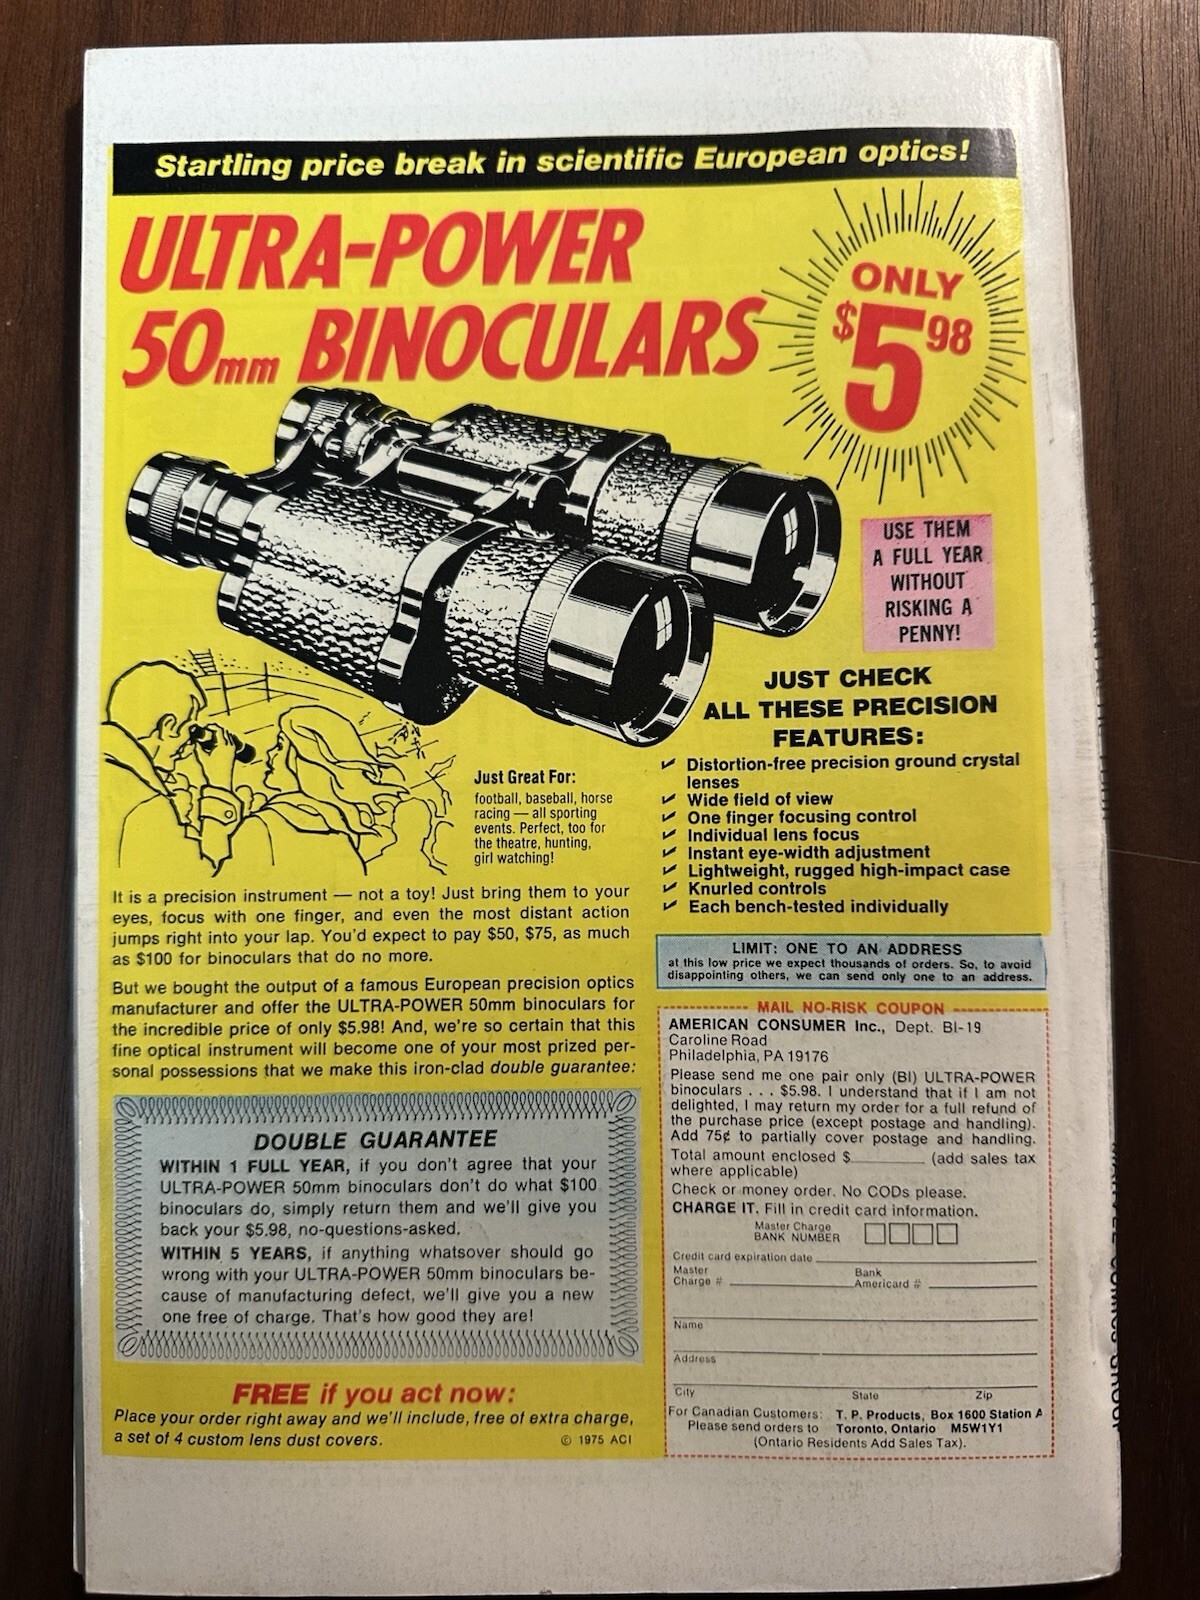 Startling price break in scientific European optics!
ULTRA-POWER
50mm BINOCULARS
ONLY
$5 98
USE THEM
A FULL YEAR
WITHOUT
RISKING A
PENNY!
JUST CHECK
ALL THESE PRECISION
FEATURES:
✓ Distortion-free precision ground crystal
lenses
✓ Wide field of view
✓ One finger focusing control
✓ Individual lens focus
✓ Instant eye-width adjustment
✓ Lightweight, rugged high-impact case
✓ Knurled controls
✓ Each bench-tested individually
Just Great For:
football, baseball, horse
racing — all sporting
events. Perfect, too for
the theatre, hunting,
girl watching!
It is a precision instrument — not a toy! Just bring them to your
eyes, focus with one finger, and even the most distant action
jumps right into your lap. You'd expect to pay $50, $75, as much
as $100 for binoculars that do no more.
But we bought the output of a famous European precision optics
manufacturer and offer the ULTRA-POWER 50mm binoculars for
the incredible price of only $5.98! And, we're so certain that this
fine optical instrument will become one of your most prized per-
sonal possessions that we make this iron-clad double guarantee:
DOUBLE GUARANTEE
WITHIN 1 FULL YEAR, if you don't agree that your
ULTRA-POWER 50mm binoculars don't do what $100
binoculars do, simply return them and we'll give you
back your $5.98, no-questions-asked.
WITHIN 5 YEARS, if anything whatsover should go
wrong with your ULTRA-POWER 50mm binoculars be-
cause of manufacturing defect, we'll give you a new
one free of charge. That's how good they are!
FREE if you act now:
Place your order right away and we'll include, free of extra charge,
a set of 4 custom lens dust covers.
© 1975 ACI
LIMIT: ONE TO AN ADDRESS
at this low price we expect thousands of orders. So, to avoid
disappointing others, we can send only one to an address.
MAIL NO-RISK COUPON
AMERICAN CONSUMER Inc., Dept. BI-19
Caroline Road
Philadelphia, PA 19176
Please send me one pair only (BI) ULTRA-POWER
binoculars . . . $5.98. I understand that if I am not
delighted, I may return my order for a full refund of
the purchase price (except postage and handling).
Add 75¢ to partially cover postage and handling.
Total amount enclosed $__________ (add sales tax
where applicable)
Check or money order. No CODs please.
CHARGE IT. Fill in credit card information.
Master Charge
BANK NUMBER
Credit card expiration date
Master
Charge #
Bank
Americard #
Name
Address
City State Zip
For Canadian Customers: T. P. Products, Box 1600 Station A
Please send orders to Toronto, Ontario M5W1Y1
(Ontario Residents Add Sales Tax).